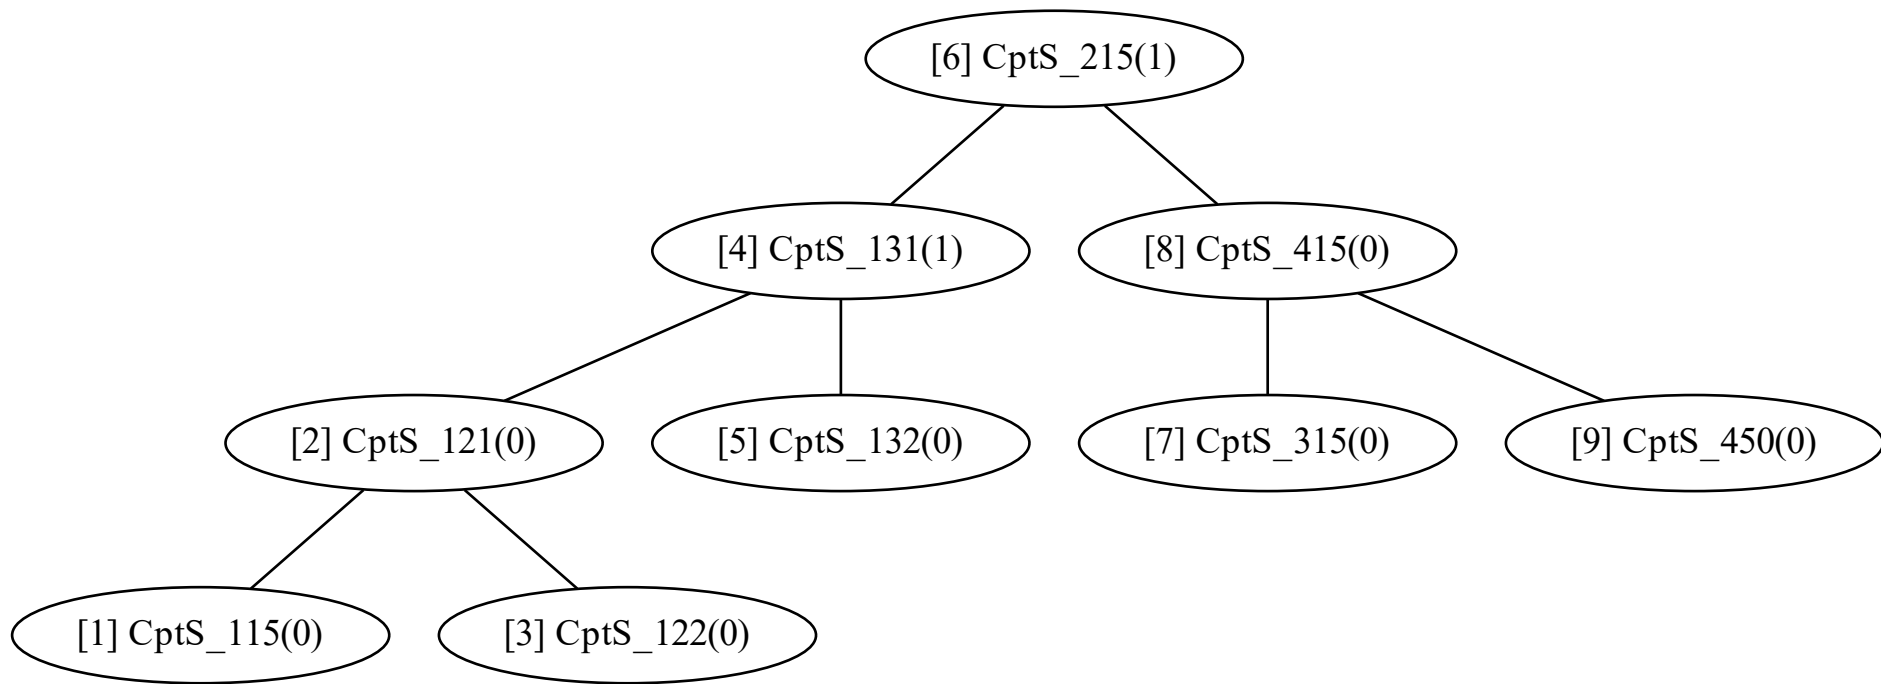 [6] CptS_215(1)
[4] CptS_131(1)
[8] CptS_415(0)
[2] CptS_121(0)
[5] CptS_132(0)
[7] CptS_315(0)
[9] CptS_450(0)
[1] CptS_115(0)
[3] CptS_122(0)